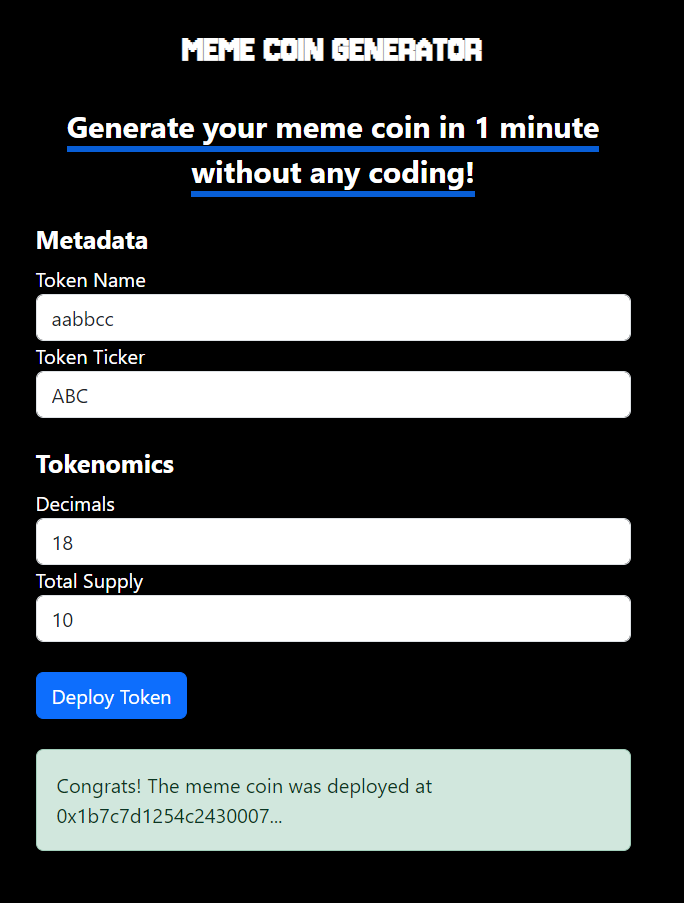 MEME COIN GENERATOR
Generate your meme coin in 1 minute
without any coding!
Metadata
Token Name
aabbcc
Token Ticker
ABC
Tokenomics
Decimals
18
Total Supply
10
Deploy Token
Congrats! The meme coin was deployed at
0x1b7c7d1254c2430007...